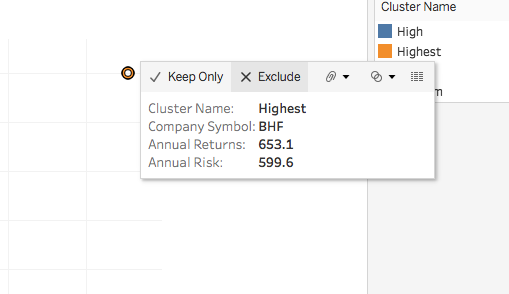 Cluster Name
High
Highest
Keep Only Exclude
Cluster Name: Highest
Company Symbol: BHF
Annual Returns: 653.1
Annual Risk: 599.6